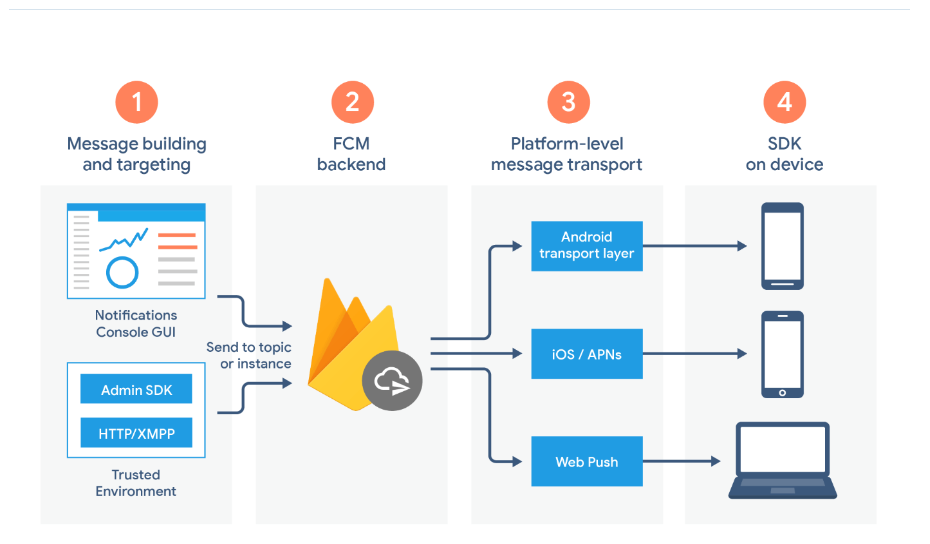 1
Message building
and targeting
2
FCM
backend
3
Platform-level
message transport
4
SDK
on device
Notifications
Console GUI
Send to topic
or instance
Admin SDK
HTTP/XMPP
Trusted
Environment
Android
transport layer
iOS / APNs
Web Push